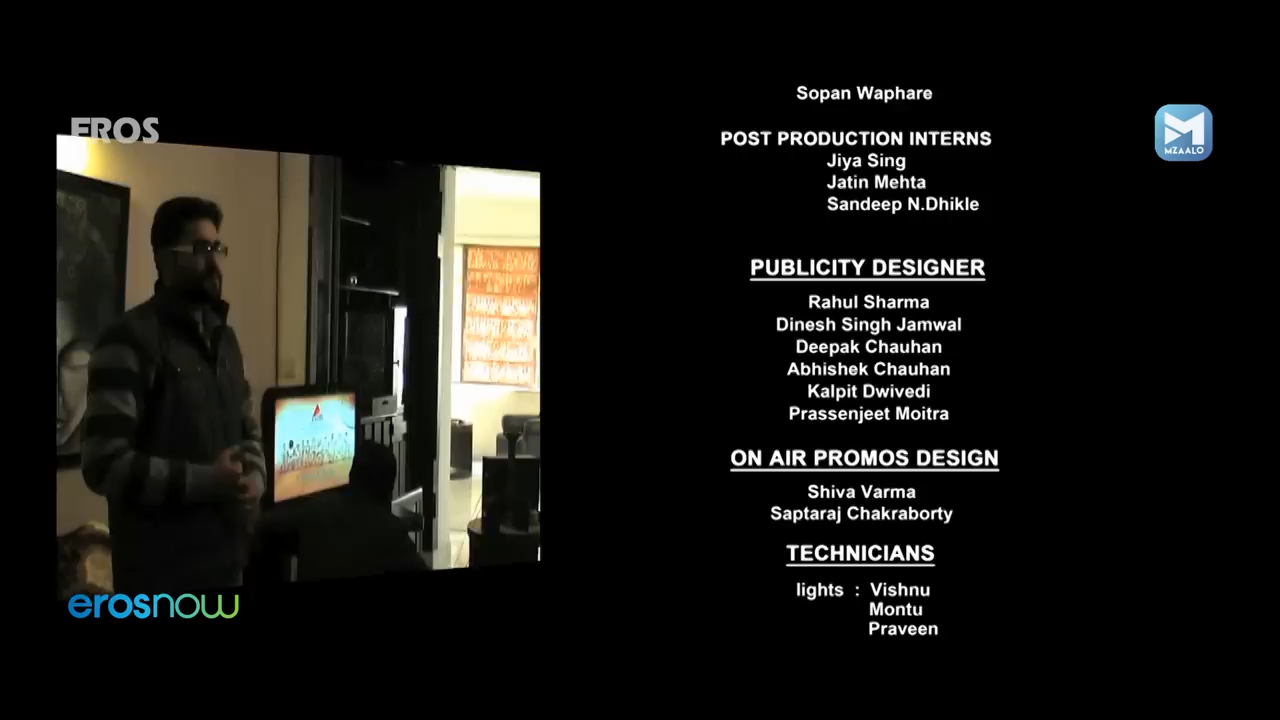 EROS
erosnow
MZAALO
Sopan Waphare
POST PRODUCTION INTERNS
Jiya Sing
Jatin Mehta
Sandeep N.Dhikle
PUBLICITY DESIGNER
Rahul Sharma
Dinesh Singh Jamwal
Deepak Chauhan
Abhishek Chauhan
Kalpit Dwivedi
Prassenjeet Moitra
ON AIR PROMOS DESIGN
Shiva Varma
Saptaraj Chakraborty
TECHNICIANS
lights : Vishnu
Montu
Praveen